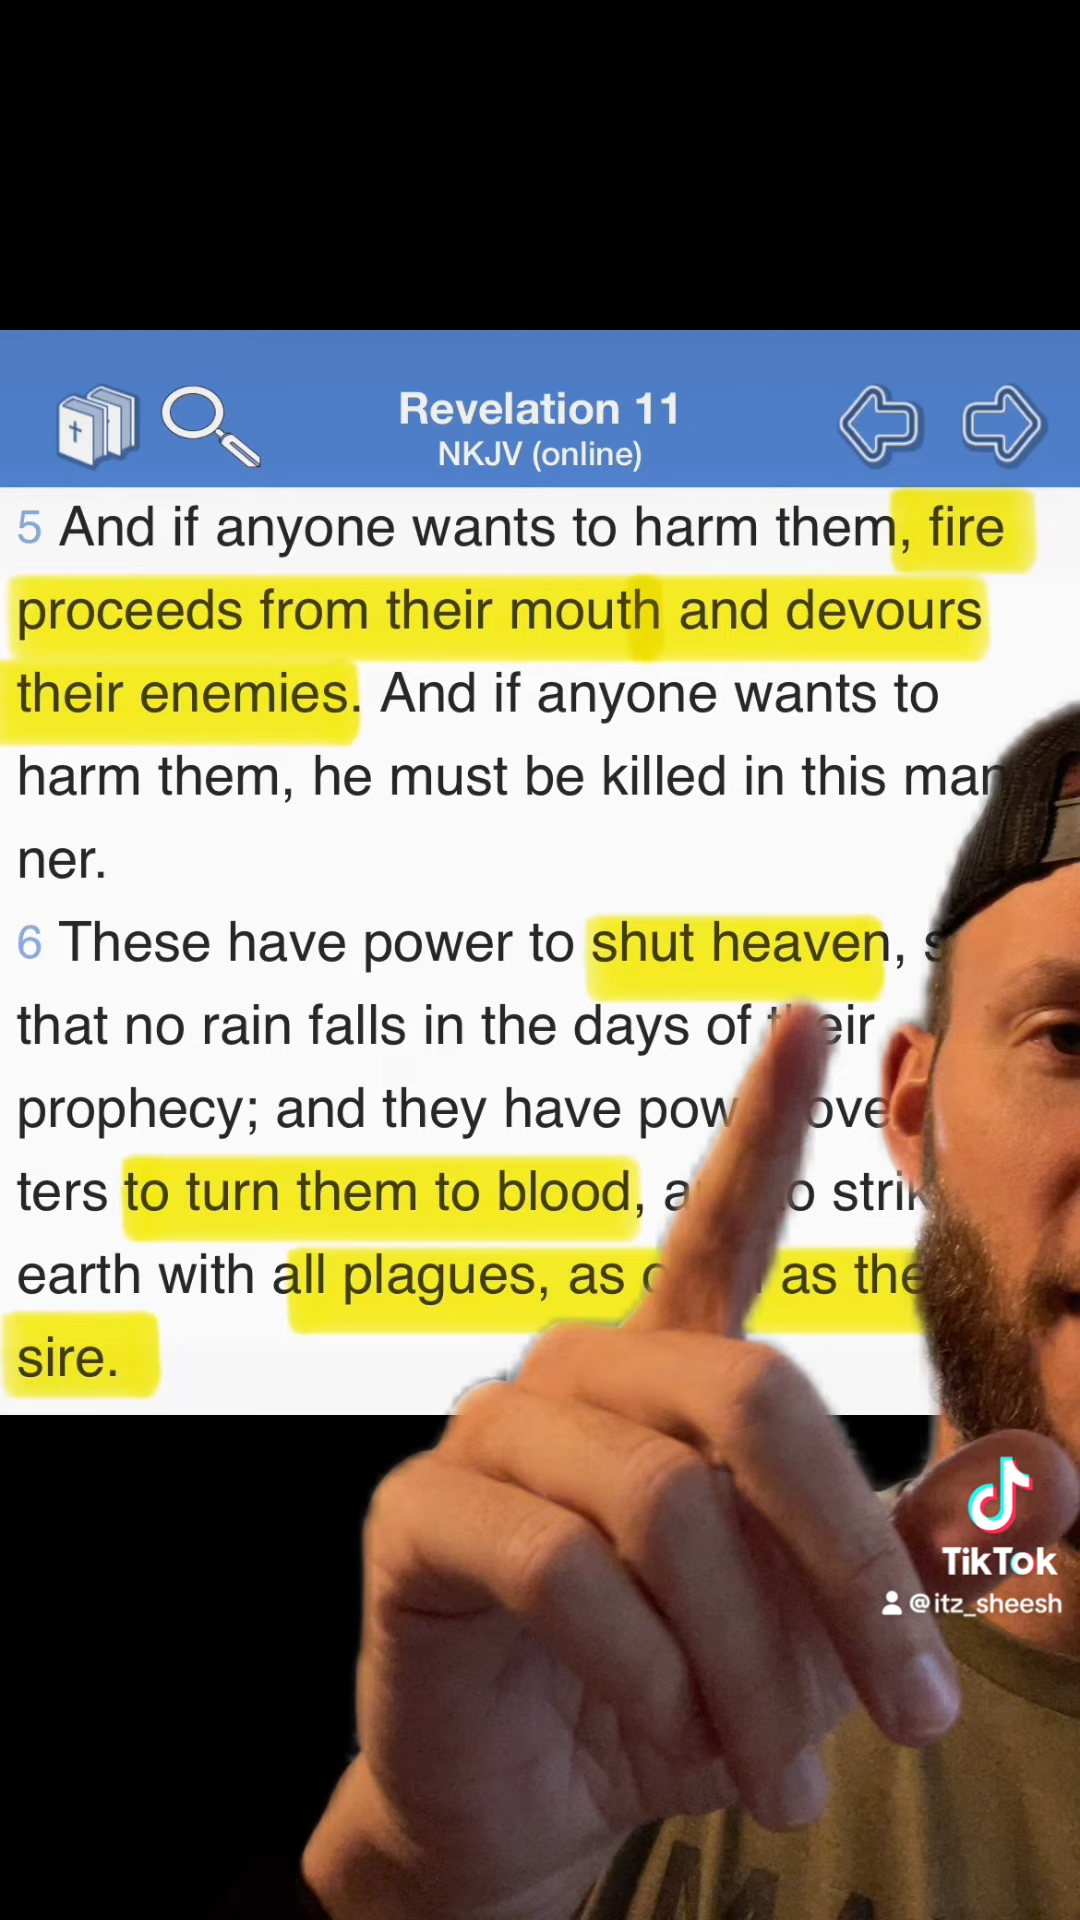 Revelation 11
NKJV (online)
5 And if anyone wants to harm them, fire
proceeds from their mouth and devours
their enemies. And if anyone wants to
harm them, he must be killed in this man
ner.
6 These have power to shut heaven,
that no rain falls in the days of
prophecy; and they have
ters to turn them to blood,
earth with all plagues, as as
sire.
TikTok
@itz_sheesh